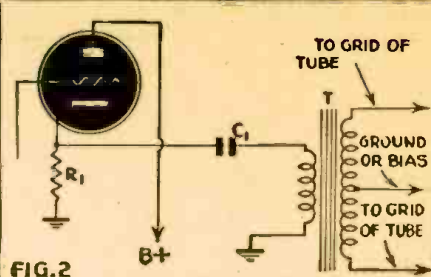 TO GRID OF
TUBE
T
C1
GROUND
OR BIAS
R1
TO GRID
OF TUBE
B+
FIG.2